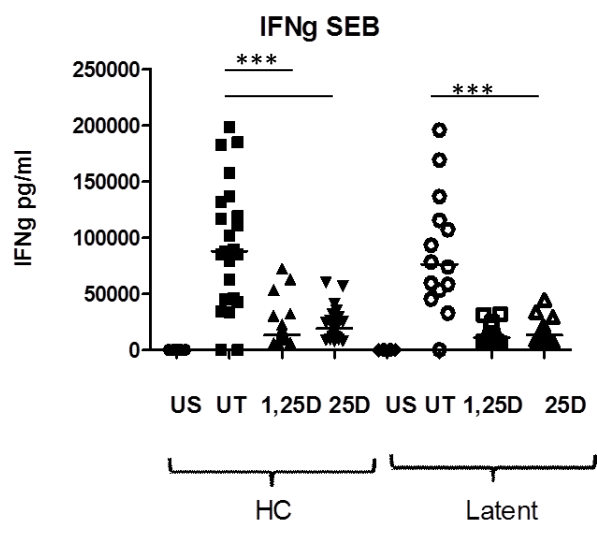 IFNg SEB
***
***
250000
200000
150000
100000
50000
0
IFNg pg/ml
US UT 1,25D 25D US UT 1,25D 25D
HC Latent